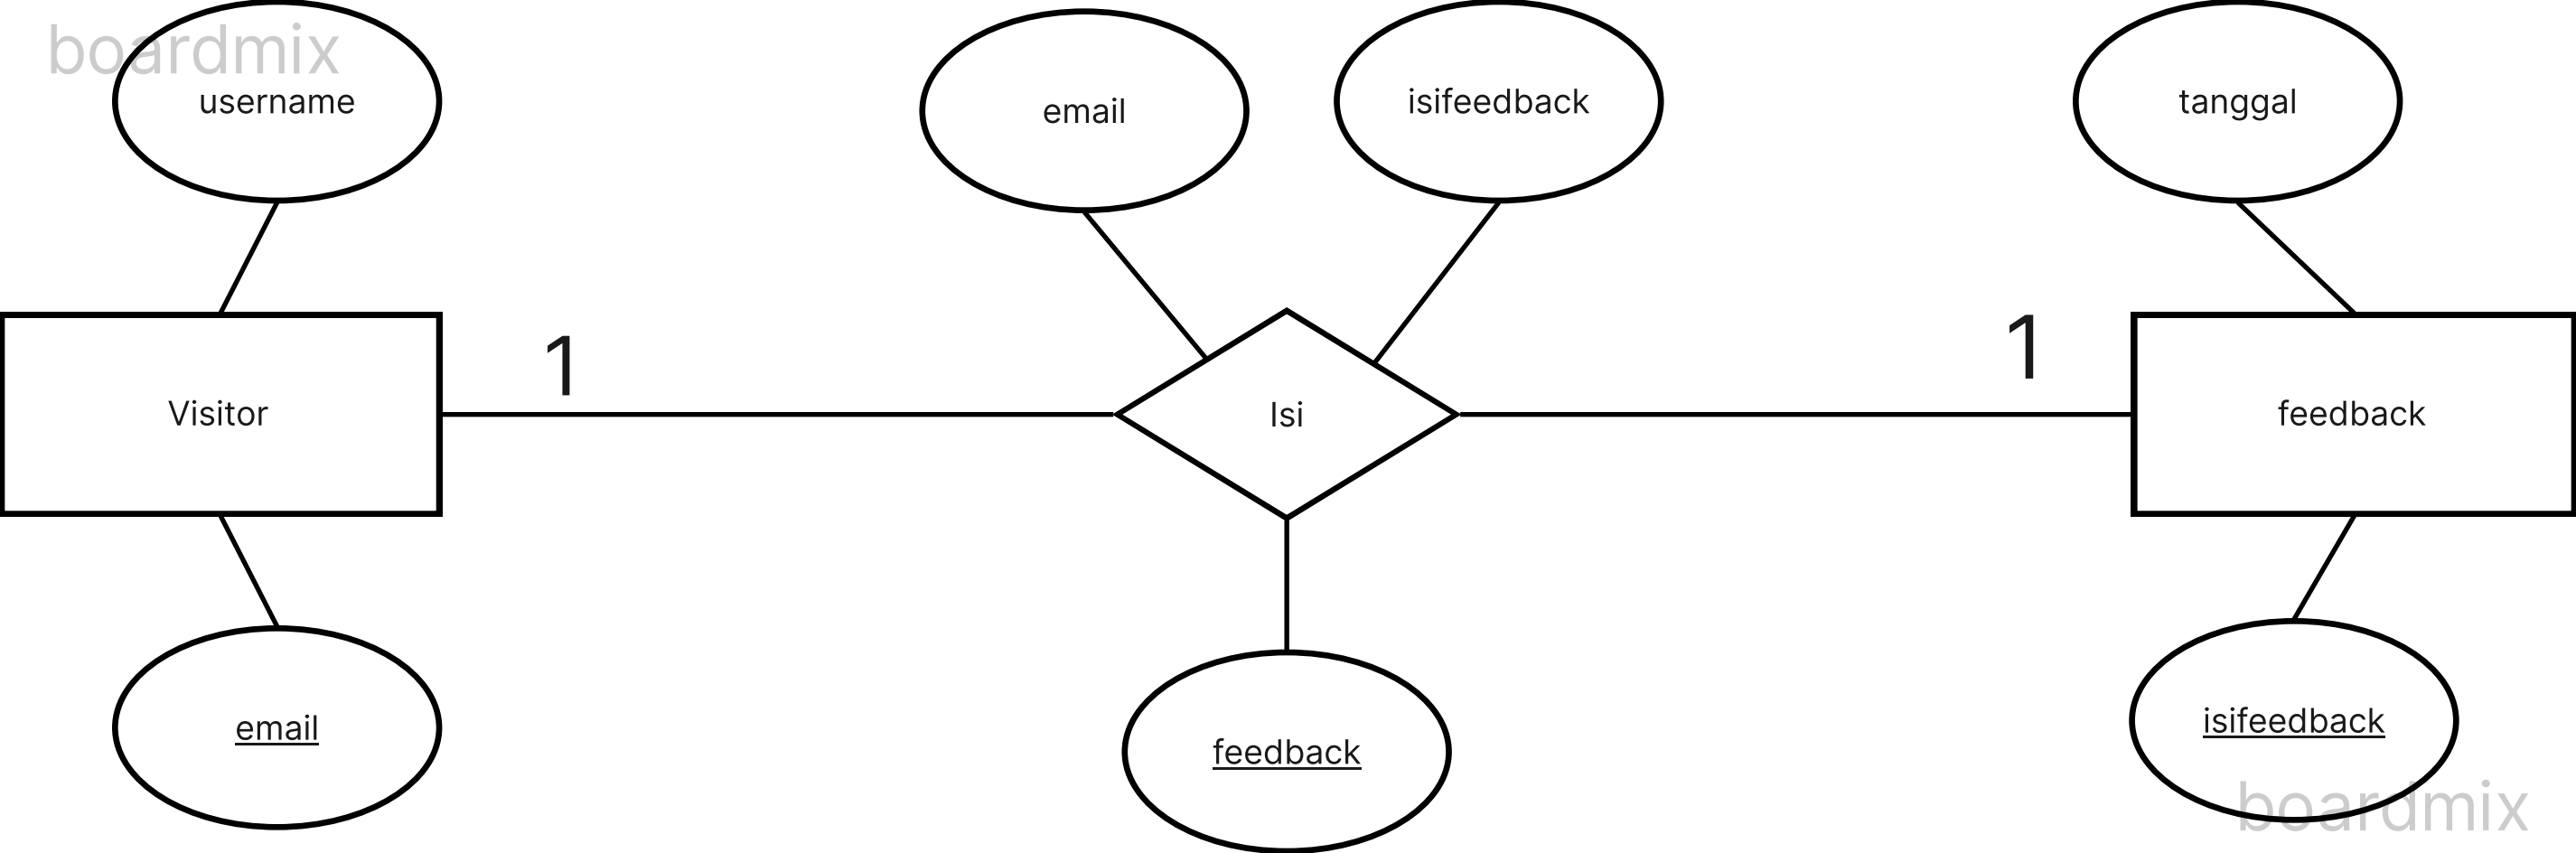 boardmix
username
email
isifeedback
tanggal
1
1
Visitor
Isi
feedback
email
feedback
isifeedback
boardmix